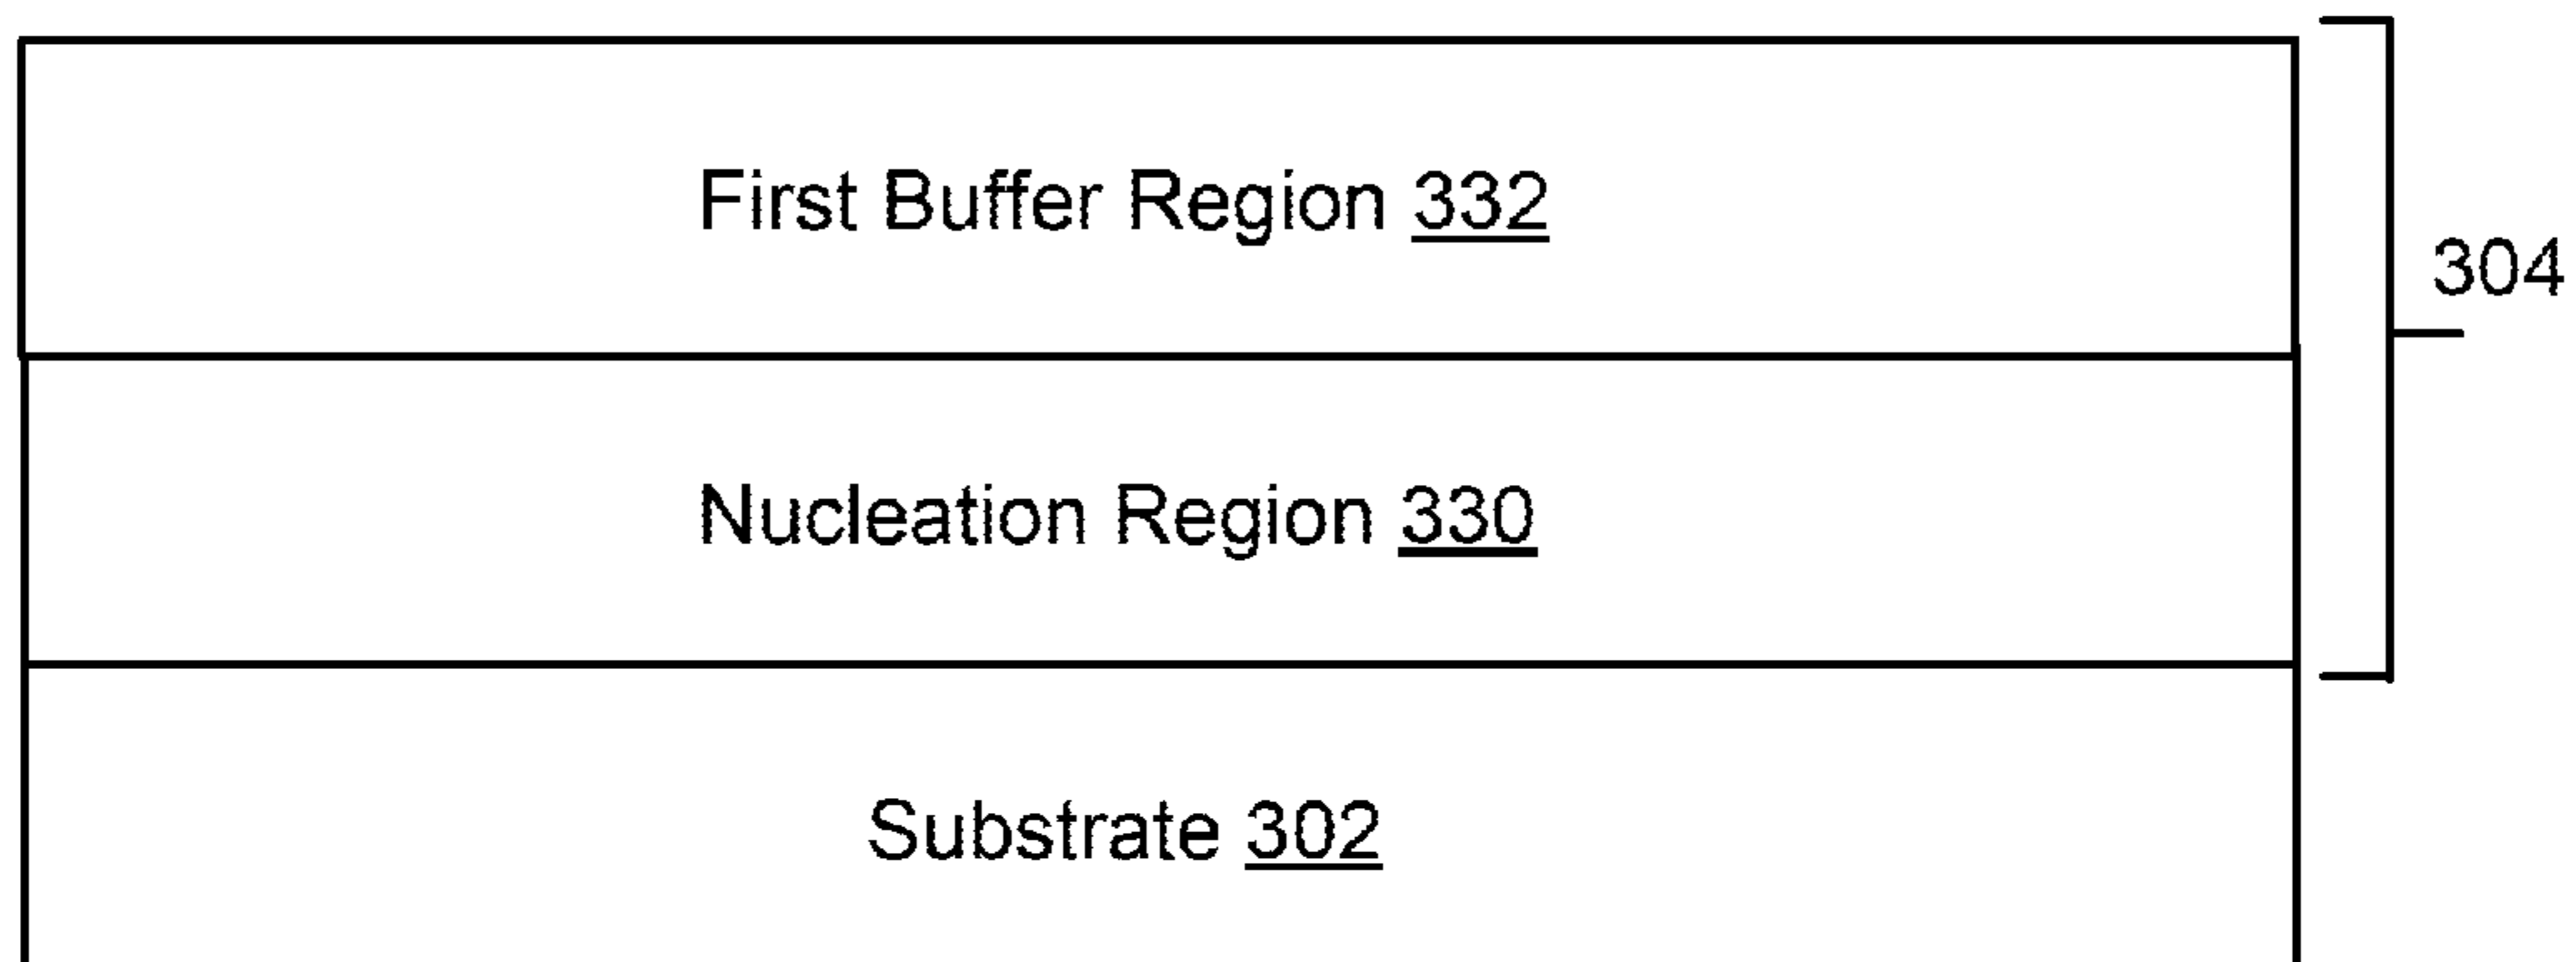 First Buffer Region 332
304
Nucleation Region 330
Substrate 302